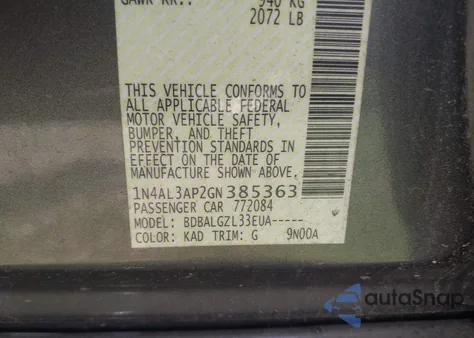 GAWR RR.: 940 KG
2072 LB
THIS VEHICLE CONFORMS TO
ALL APPLICABLE FEDERAL
MOTOR VEHICLE SAFETY,
BUMPER, AND THEFT
PREVENTION STANDARDS IN
EFFECT ON THE DATE OF
MANUFACTURE SHOWN ABOVE.
1N4AL3AP2GN385363
PASSENGER CAR 772084
MODEL: BDBALGZL33EUA-----
COLOR: KAD TRIM: G 9N00A
autoSnap